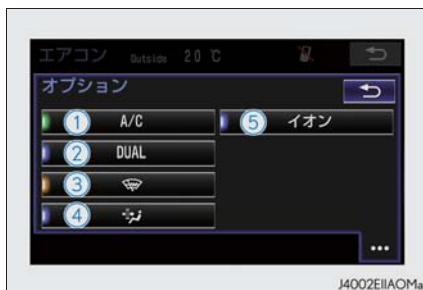 エアコン Outside 20 ℃
オプション
① A/C
⑤ イオン
② DUAL
③
④
J4002EIIAOMa